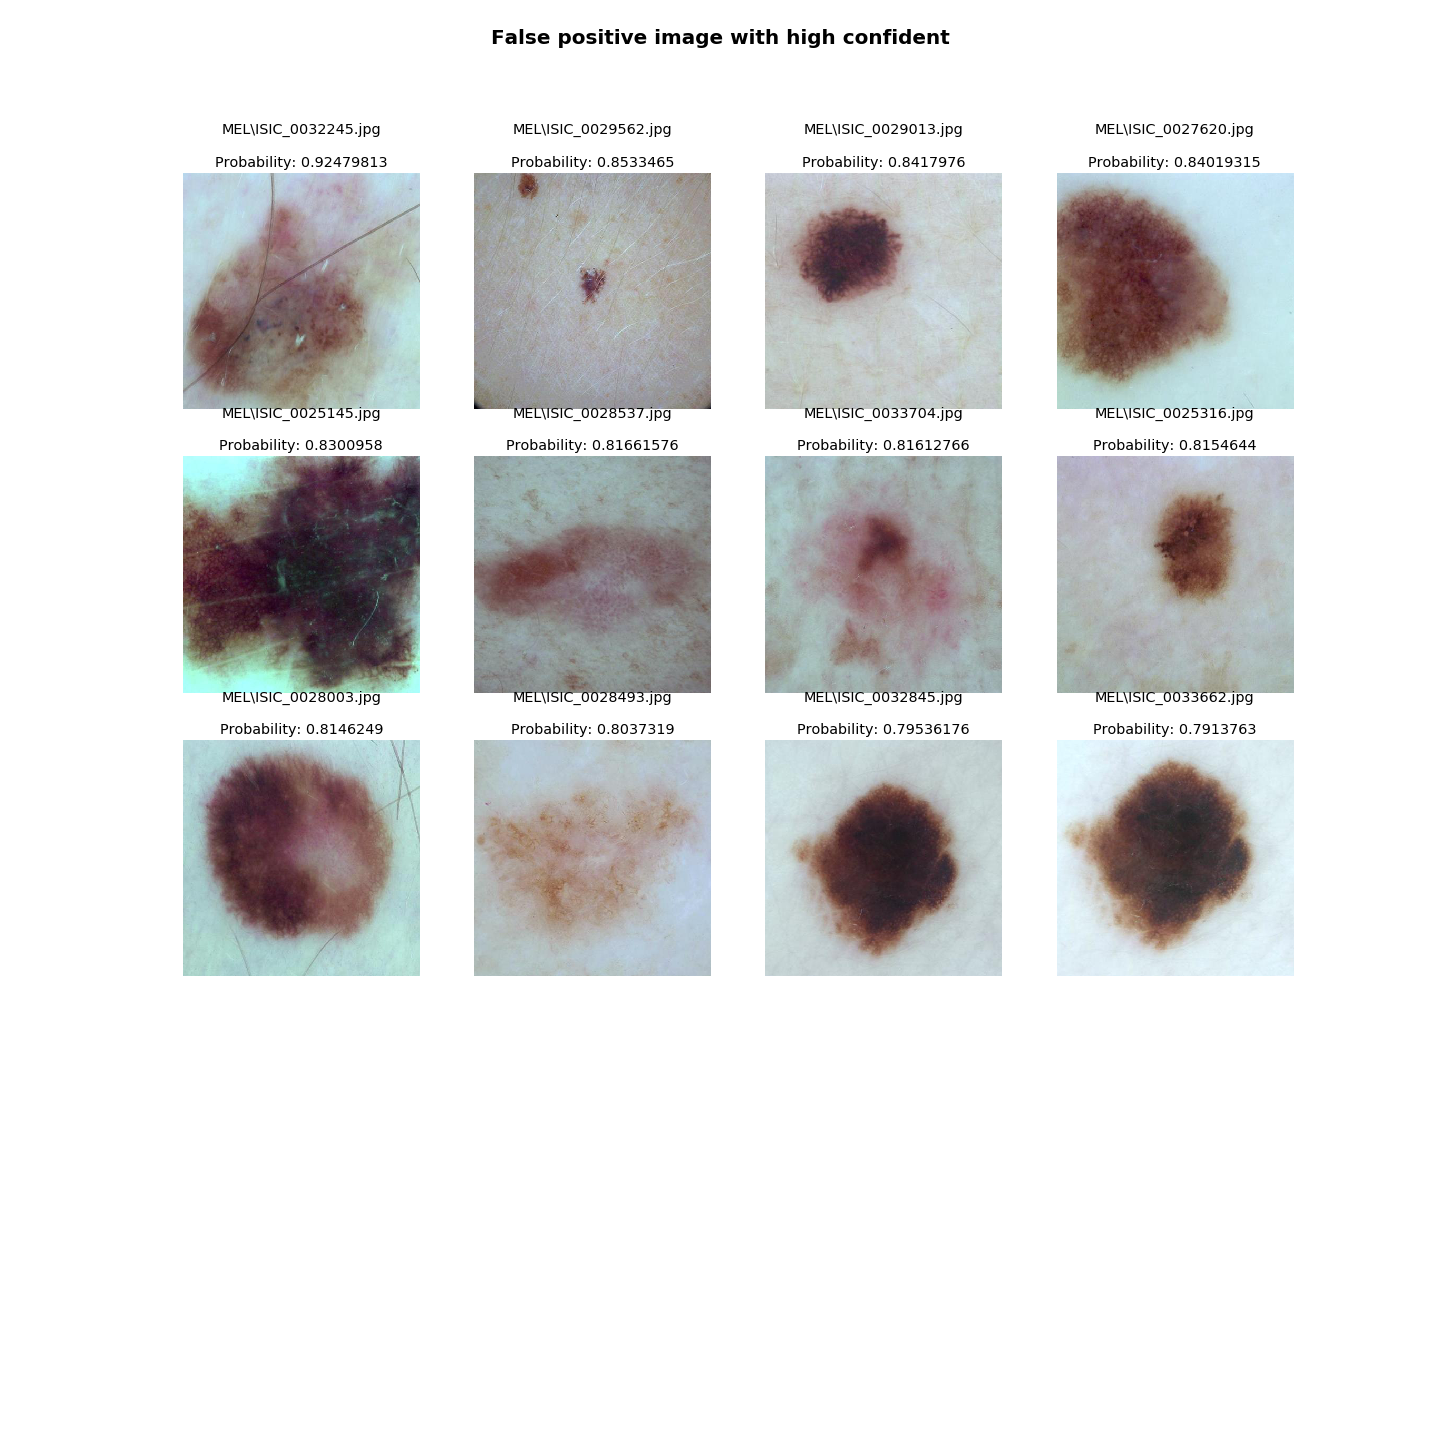 False positive image with high confident
MEL\ISIC_0032245.jpg
Probability: 0.92479813
MEL\ISIC_0029562.jpg
Probability: 0.8533465
MEL\ISIC_0029013.jpg
Probability: 0.8417976
MEL\ISIC_0027620.jpg
Probability: 0.84019315
MEL\ISIC_0025145.jpg
Probability: 0.8300958
MEL\ISIC_0028537.jpg
Probability: 0.81661576
MEL\ISIC_0033704.jpg
Probability: 0.81612766
MEL\ISIC_0025316.jpg
Probability: 0.8154644
MEL\ISIC_0028003.jpg
Probability: 0.8146249
MEL\ISIC_0028493.jpg
Probability: 0.8037319
MEL\ISIC_0032845.jpg
Probability: 0.79536176
MEL\ISIC_0033662.jpg
Probability: 0.7913763